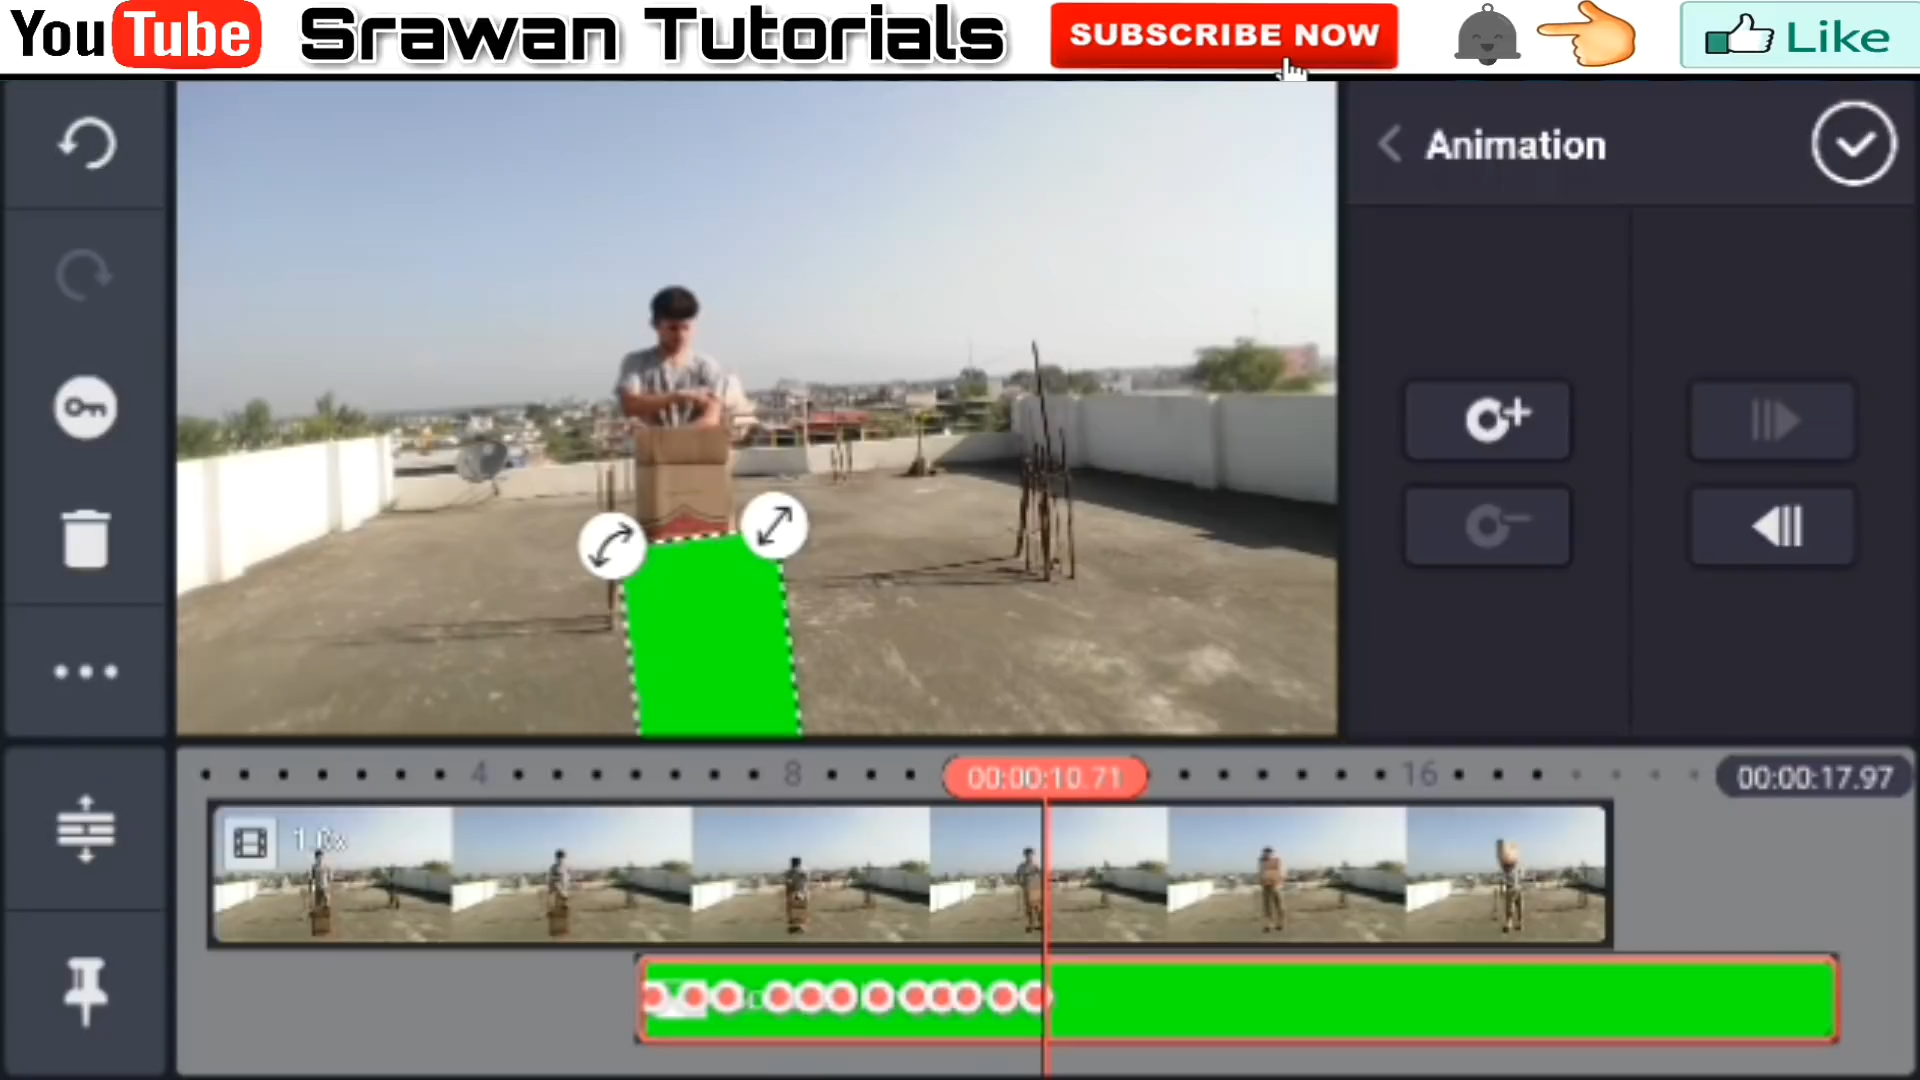 YouTube Srawan Tutorials SUBSCRIBE NOW Like
Animation
4 8 00:00:10.71 16 00:00:17.97
1.0x